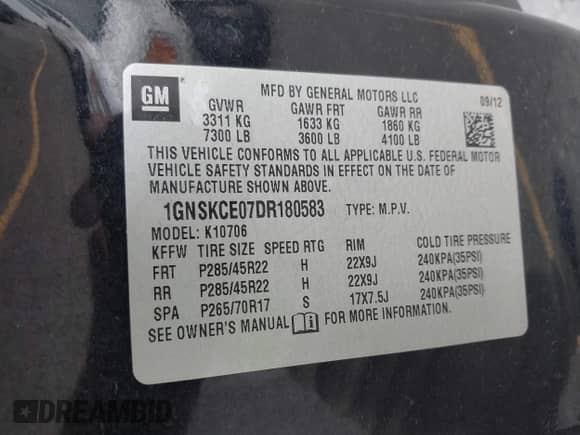 GM
MFD BY GENERAL MOTORS LLC
09/12
GVWR GAWR FRT GAWR RR
3311 KG 1633 KG 1860 KG
7300 LB 3600 LB 4100 LB
THIS VEHICLE CONFORMS TO ALL APPLICABLE U.S. FEDERAL MOTOR
VEHICLE SAFETY STANDARDS IN EFFECT ON THE DATE OF
MANUFACTURE SHOWN ABOVE.
1GNSKCE07DR180583 TYPE: M.P.V.
MODEL: K10706
KFFW TIRE SIZE SPEED RTG RIM COLD TIRE PRESSURE
FRT P285/45R22 H 22X9J 240KPA(35PSI)
RR P285/45R22 H 22X9J 240KPA(35PSI)
SPA P265/70R17 S 17X7.5J 240KPA(35PSI)
SEE OWNER'S MANUAL i FOR MORE INFORMATION.
DREAMBID